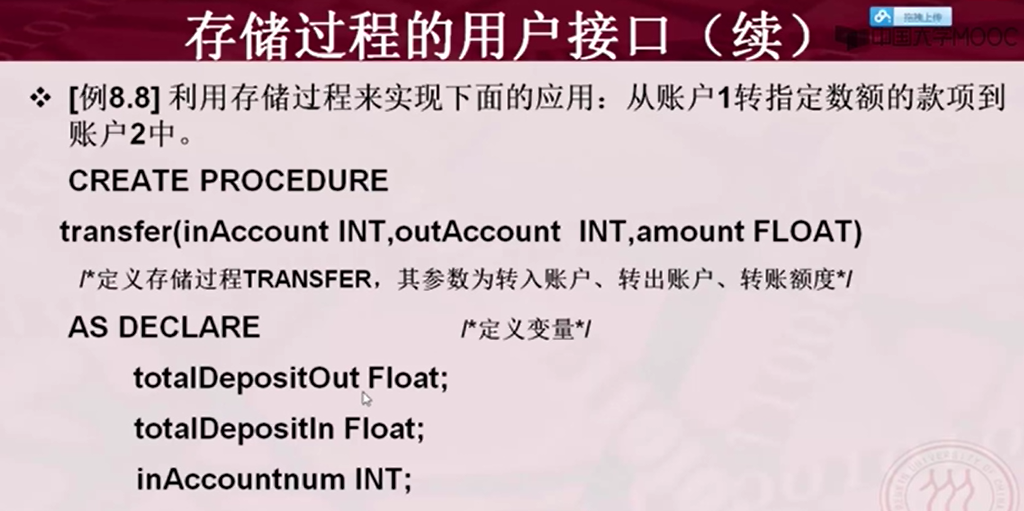 存储过程的用户接口（续）
拖拽上传
中国大学MOOC
❖ [例8.8] 利用存储过程来实现下面的应用：从账户1转指定数额的款项到
账户2中。
CREATE PROCEDURE
transfer(inAccount INT,outAccount  INT,amount FLOAT)
/*定义存储过程TRANSFER，其参数为转入账户、转出账户、转账额度*/
AS DECLARE /*定义变量*/
totalDepositOut Float;
totalDepositIn Float;
inAccountnum INT;